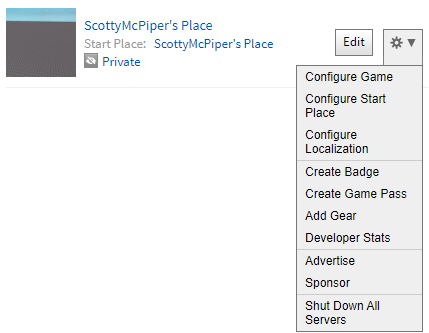 ScottyMcPiper's Place
Start Place: ScottyMcPiper's Place
Private
Edit
Configure Game
Configure Start
Place
Configure
Localization
Create Badge
Create Game Pass
Add Gear
Developer Stats
Advertise
Sponsor
Shut Down All
Servers